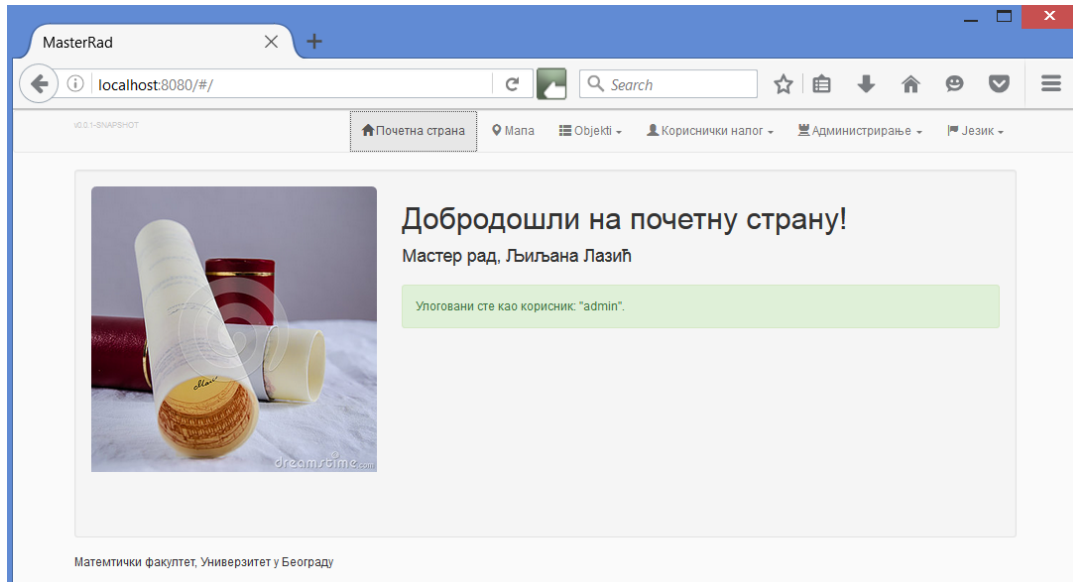 MasterRad
localhost:8080/#/
Search
v0.0.1-SNAPSHOT
Почетна страна Мапа Objekti Кориснички налог Администрирање Језик
Добродошли на почетну страну!
Мастер рад, Љиљана Лазић
Улоговани сте као корисник: "admin".
dreamstime.com
Матемтички факултет, Универзитет у Београду